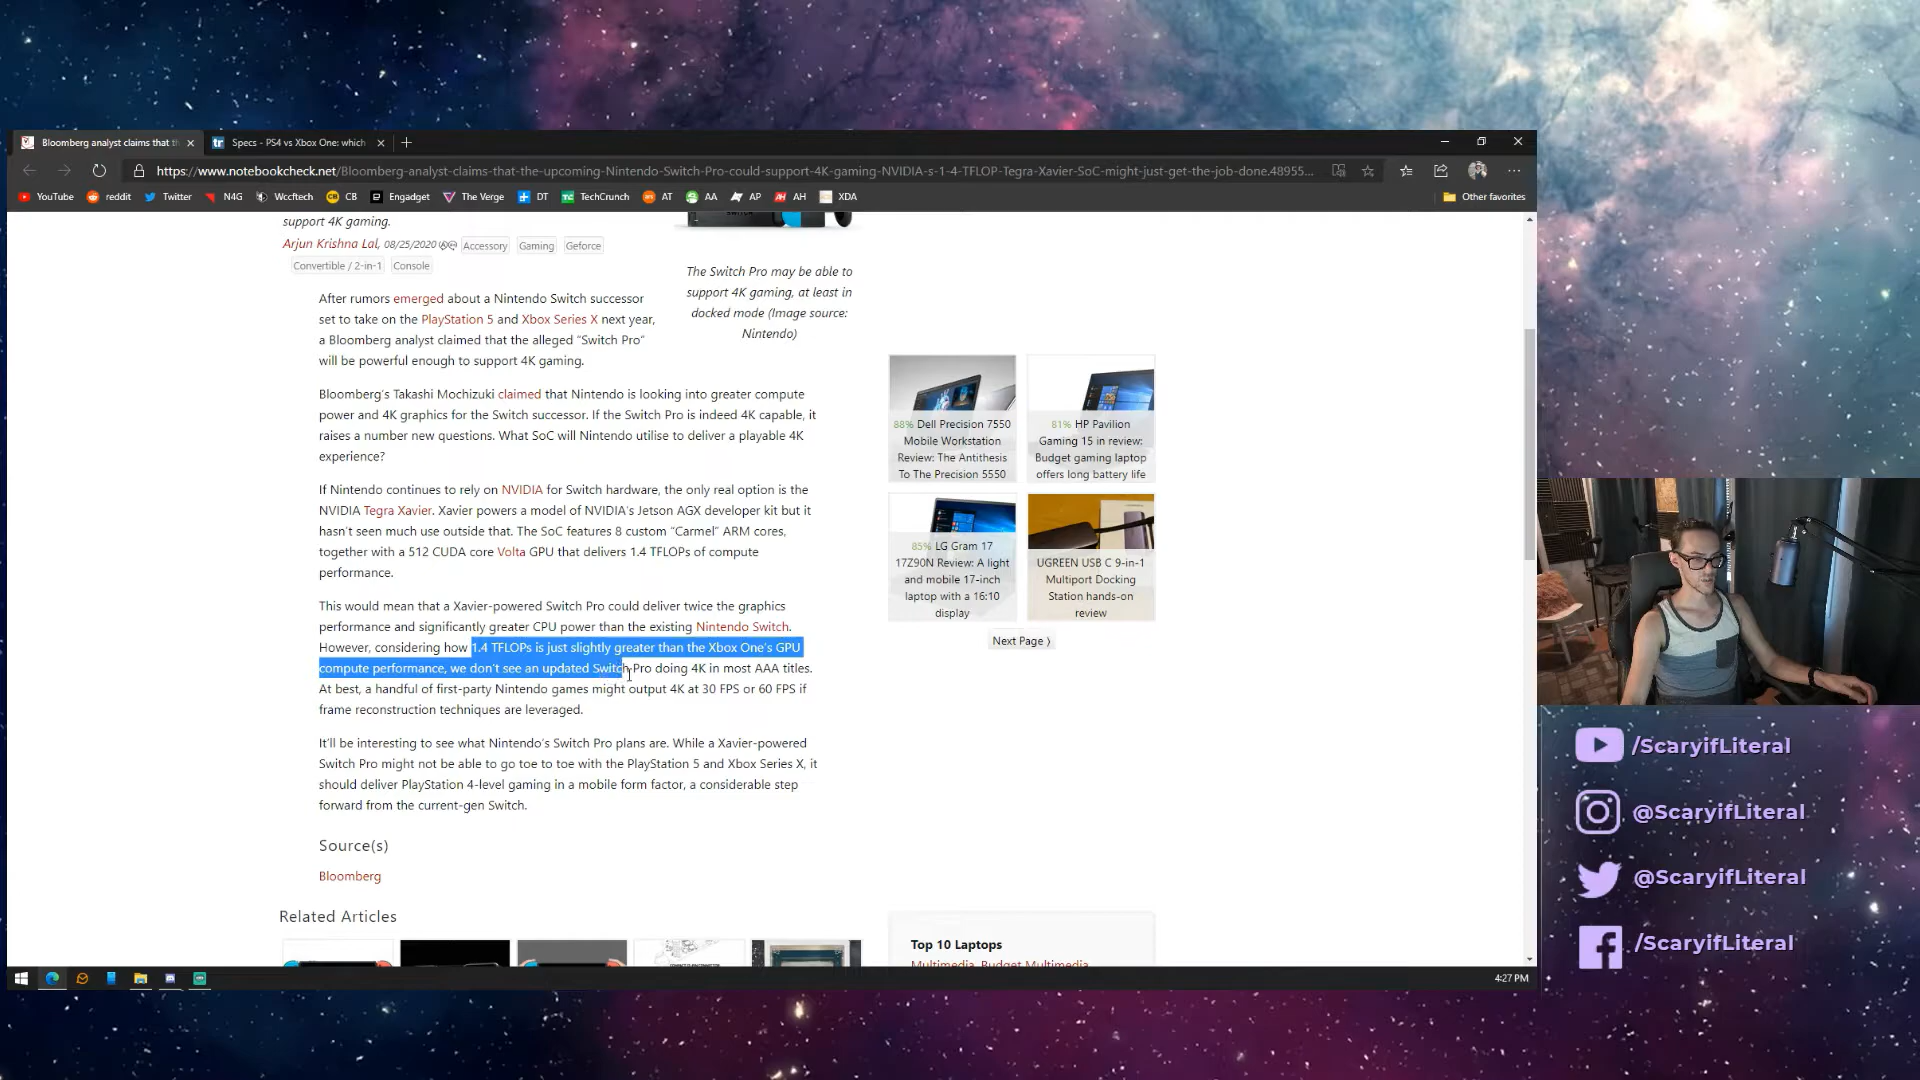 Bloomberg analyst claims that th
Specs - PS4 vs Xbox One: which
https://www.notebookcheck.net/Bloomberg-analyst-claims-that-the-upcoming-Nintendo-Switch-Pro-could-support-4K-gaming-NVIDIA-s-1-4-TFLOP-Tegra-Xavier-SoC-might-just-get-the-job-done.48955...
YouTube reddit Twitter N4G Wccftech CB Engadget The Verge DT TechCrunch AT AA AP AH XDA Other favorites
support 4K gaming.
Arjun Krishna Lal, 08/25/2020 Accessory Gaming Geforce
Convertible / 2-in-1 Console
The Switch Pro may be able to
support 4K gaming, at least in
docked mode (Image source:
Nintendo)
After rumors emerged about a Nintendo Switch successor
set to take on the PlayStation 5 and Xbox Series X next year,
a Bloomberg analyst claimed that the alleged “Switch Pro”
will be powerful enough to support 4K gaming.
Bloomberg’s Takashi Mochizuki claimed that Nintendo is looking into greater compute
power and 4K graphics for the Switch successor. If the Switch Pro is indeed 4K capable, it
raises a number new questions. What SoC will Nintendo utilise to deliver a playable 4K
experience?
If Nintendo continues to rely on NVIDIA for Switch hardware, the only real option is the
NVIDIA Tegra Xavier. Xavier powers a model of NVIDIA’s Jetson AGX developer kit but it
hasn’t seen much use outside that. The SoC features 8 custom “Carmel” ARM cores,
together with a 512 CUDA core Volta GPU that delivers 1.4 TFLOPs of compute
performance.
This would mean that a Xavier-powered Switch Pro could deliver twice the graphics
performance and significantly greater CPU power than the existing Nintendo Switch.
However, considering how 1.4 TFLOPs is just slightly greater than the Xbox One’s GPU
compute performance, we don’t see an updated Switch Pro doing 4K in most AAA titles.
At best, a handful of first-party Nintendo games might output 4K at 30 FPS or 60 FPS if
frame reconstruction techniques are leveraged.
It’ll be interesting to see what Nintendo’s Switch Pro plans are. While a Xavier-powered
Switch Pro might not be able to go toe to toe with the PlayStation 5 and Xbox Series X, it
should deliver PlayStation 4-level gaming in a mobile form factor, a considerable step
forward from the current-gen Switch.
Source(s)
Bloomberg
Related Articles
88% Dell Precision 7550
Mobile Workstation
Review: The Antithesis
To The Precision 5550
81% HP Pavilion
Gaming 15 in review:
Budget gaming laptop
offers long battery life
85% LG Gram 17
17Z90N Review: A light
and mobile 17-inch
laptop with a 16:10
display
UGREEN USB C 9-in-1
Multiport Docking
Station hands-on
review
Next Page ⟩
Top 10 Laptops
Multimedia, Budget Multimedia
4:27 PM
/ScaryifLiteral
@ScaryifLiteral
@ScaryifLiteral
/ScaryifLiteral